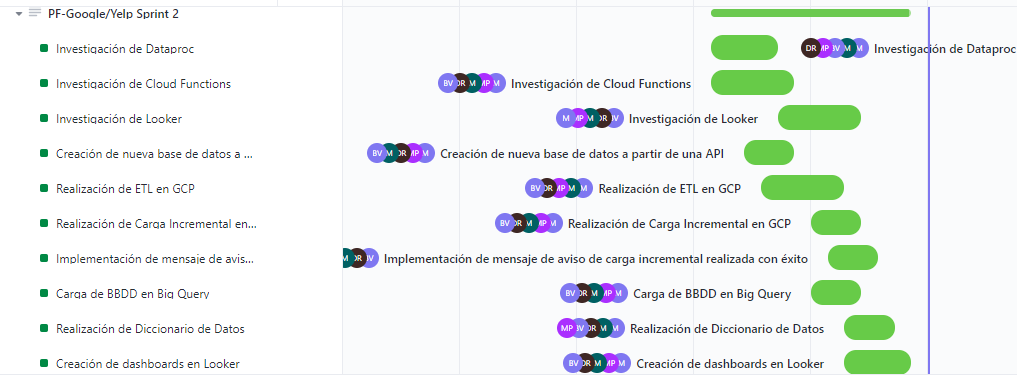 PF-Google/Yelp Sprint 2
Investigación de Dataproc
DR MP BV M M Investigación de Dataproc
Investigación de Cloud Functions
BV DR M MP M Investigación de Cloud Functions
Investigación de Looker
M MP M DR BV Investigación de Looker
Creación de nueva base de datos a ...
BV M DR MP M Creación de nueva base de datos a partir de una API
Realización de ETL en GCP
BV DR MP M M Realización de ETL en GCP
Realización de Carga Incremental en...
BV DR M MP M Realización de Carga Incremental en GCP
Implementación de mensaje de avis...
M DR BV Implementación de mensaje de aviso de carga incremental realizada con éxito
Carga de BBDD en Big Query
BV DR M MP M Carga de BBDD en Big Query
Realización de Diccionario de Datos
MP BV DR M M Realización de Diccionario de Datos
Creación de dashboards en Looker
BV DR M MP M Creación de dashboards en Looker